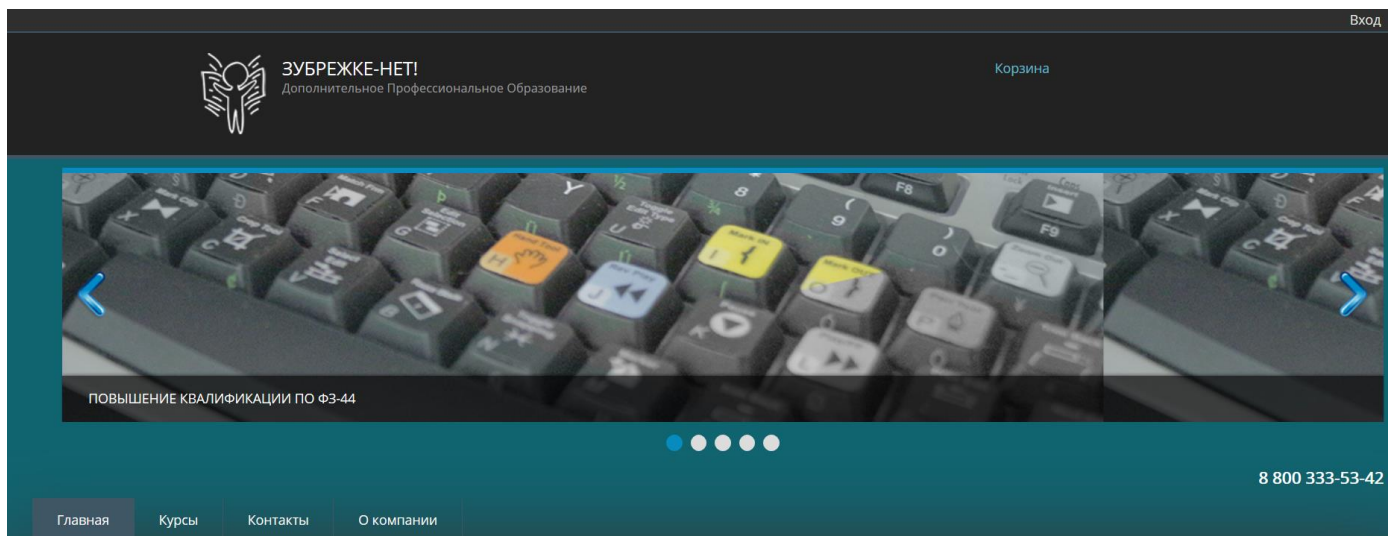 Вход
ЗУБРЕЖКЕ-НЕТ!
Дополнительное Профессиональное Образование
Корзина
ПОВЫШЕНИЕ КВАЛИФИКАЦИИ ПО ФЗ-44
8 800 333-53-42
Главная
Курсы
Контакты
О компании